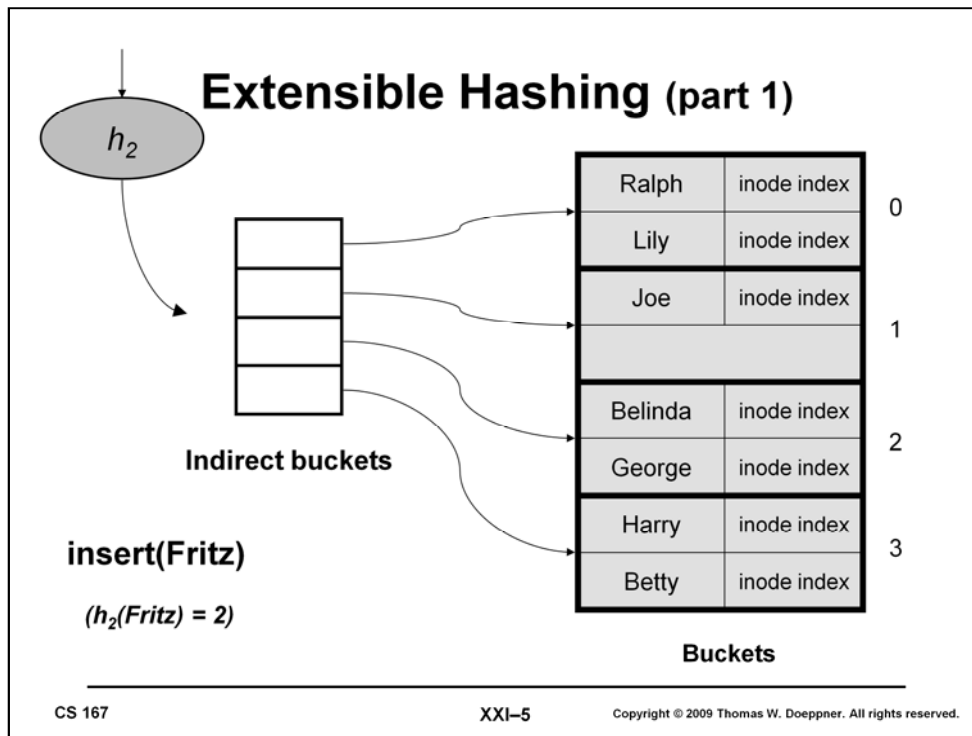 Extensible Hashing (part 1)
h2
Ralph inode index
0
Lily inode index
Joe inode index
1
Belinda inode index
2
George inode index
Indirect buckets
Harry inode index
3
insert(Fritz)
Betty inode index
(h2(Fritz) = 2)
Buckets
CS 167 XXI–5 Copyright © 2009 Thomas W. Doeppner. All rights reserved.